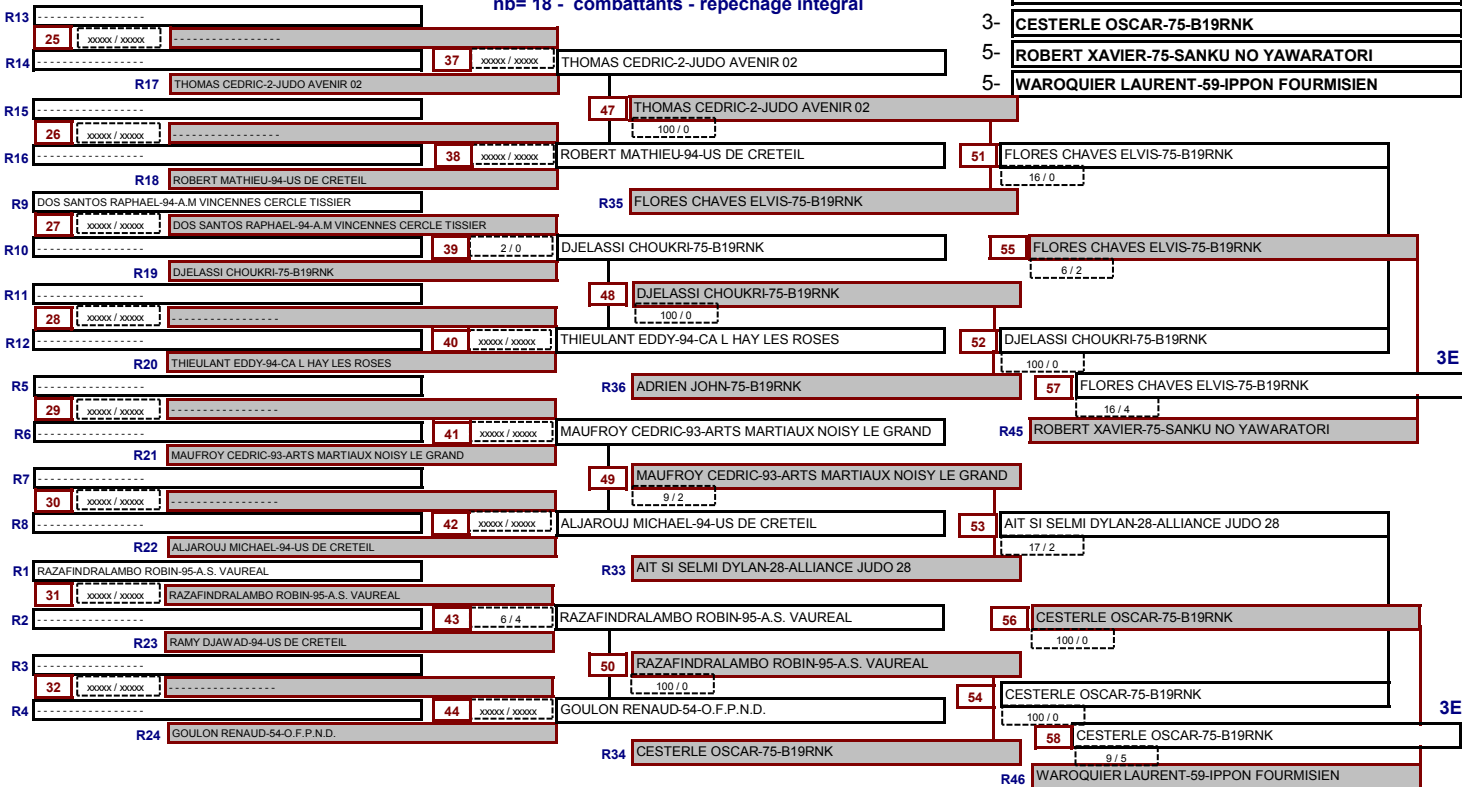 nb= 18 - combattants - repechage integral
3- CESTERLE OSCAR-75-B19RNK
5- ROBERT XAVIER-75-SANKU NO YAWARATORI
5- WAROQUIER LAURENT-59-IPPON FOURMISIEN
R13 - - - - - - - - - - - - - - - -
25 xxxxx / xxxxx - - - - - - - - - - - - - - - -
R14 - - - - - - - - - - - - - - - -
37 xxxxx / xxxxx THOMAS CEDRIC-2-JUDO AVENIR 02
R17 THOMAS CEDRIC-2-JUDO AVENIR 02
R15 - - - - - - - - - - - - - - - -
47 THOMAS CEDRIC-2-JUDO AVENIR 02
100 / 0
26 xxxxx / xxxxx - - - - - - - - - - - - - - - -
R16 - - - - - - - - - - - - - - - -
38 xxxxx / xxxxx ROBERT MATHIEU-94-US DE CRETEIL
51 FLORES CHAVES ELVIS-75-B19RNK
16 / 0
R18 ROBERT MATHIEU-94-US DE CRETEIL
R9 DOS SANTOS RAPHAEL-94-A.M VINCENNES CERCLE TISSIER
R35 FLORES CHAVES ELVIS-75-B19RNK
27 xxxxx / xxxxx DOS SANTOS RAPHAEL-94-A.M VINCENNES CERCLE TISSIER
R10 - - - - - - - - - - - - - - - -
39 2 / 0 DJELASSI CHOUKRI-75-B19RNK
55 FLORES CHAVES ELVIS-75-B19RNK
6 / 2
R19 DJELASSI CHOUKRI-75-B19RNK
R11 - - - - - - - - - - - - - - - -
48 DJELASSI CHOUKRI-75-B19RNK
100 / 0
28 xxxxx / xxxxx - - - - - - - - - - - - - - - -
R12 - - - - - - - - - - - - - - - -
40 xxxxx / xxxxx THIEULANT EDDY-94-CA L HAY LES ROSES
52 DJELASSI CHOUKRI-75-B19RNK
100 / 0
3E
R20 THIEULANT EDDY-94-CA L HAY LES ROSES
R5 - - - - - - - - - - - - - - - -
R36 ADRIEN JOHN-75-B19RNK
57 FLORES CHAVES ELVIS-75-B19RNK
16 / 4
29 xxxxx / xxxxx - - - - - - - - - - - - - - - -
R6 - - - - - - - - - - - - - - - -
41 xxxxx / xxxxx MAUFROY CEDRIC-93-ARTS MARTIAUX NOISY LE GRAND
R45 ROBERT XAVIER-75-SANKU NO YAWARATORI
R21 MAUFROY CEDRIC-93-ARTS MARTIAUX NOISY LE GRAND
R7 - - - - - - - - - - - - - - - -
49 MAUFROY CEDRIC-93-ARTS MARTIAUX NOISY LE GRAND
9 / 2
30 xxxxx / xxxxx - - - - - - - - - - - - - - - -
R8 - - - - - - - - - - - - - - - -
42 xxxxx / xxxxx ALJAROUJ MICHAEL-94-US DE CRETEIL
53 AIT SI SELMI DYLAN-28-ALLIANCE JUDO 28
17 / 2
R22 ALJAROUJ MICHAEL-94-US DE CRETEIL
R1 RAZAFINDRALAMBO ROBIN-95-A.S. VAUREAL
R33 AIT SI SELMI DYLAN-28-ALLIANCE JUDO 28
31 xxxxx / xxxxx RAZAFINDRALAMBO ROBIN-95-A.S. VAUREAL
R2 - - - - - - - - - - - - - - - -
43 6 / 4 RAZAFINDRALAMBO ROBIN-95-A.S. VAUREAL
56 CESTERLE OSCAR-75-B19RNK
100 / 0
R23 RAMY DJAWAD-94-US DE CRETEIL
R3 - - - - - - - - - - - - - - - -
50 RAZAFINDRALAMBO ROBIN-95-A.S. VAUREAL
100 / 0
32 xxxxx / xxxxx - - - - - - - - - - - - - - - -
54 CESTERLE OSCAR-75-B19RNK
100 / 0
3E
R4 - - - - - - - - - - - - - - - -
44 xxxxx / xxxxx GOULON RENAUD-54-O.F.P.N.D.
R24 GOULON RENAUD-54-O.F.P.N.D.
58 CESTERLE OSCAR-75-B19RNK
9 / 5
R34 CESTERLE OSCAR-75-B19RNK
R46 WAROQUIER LAURENT-59-IPPON FOURMISIEN